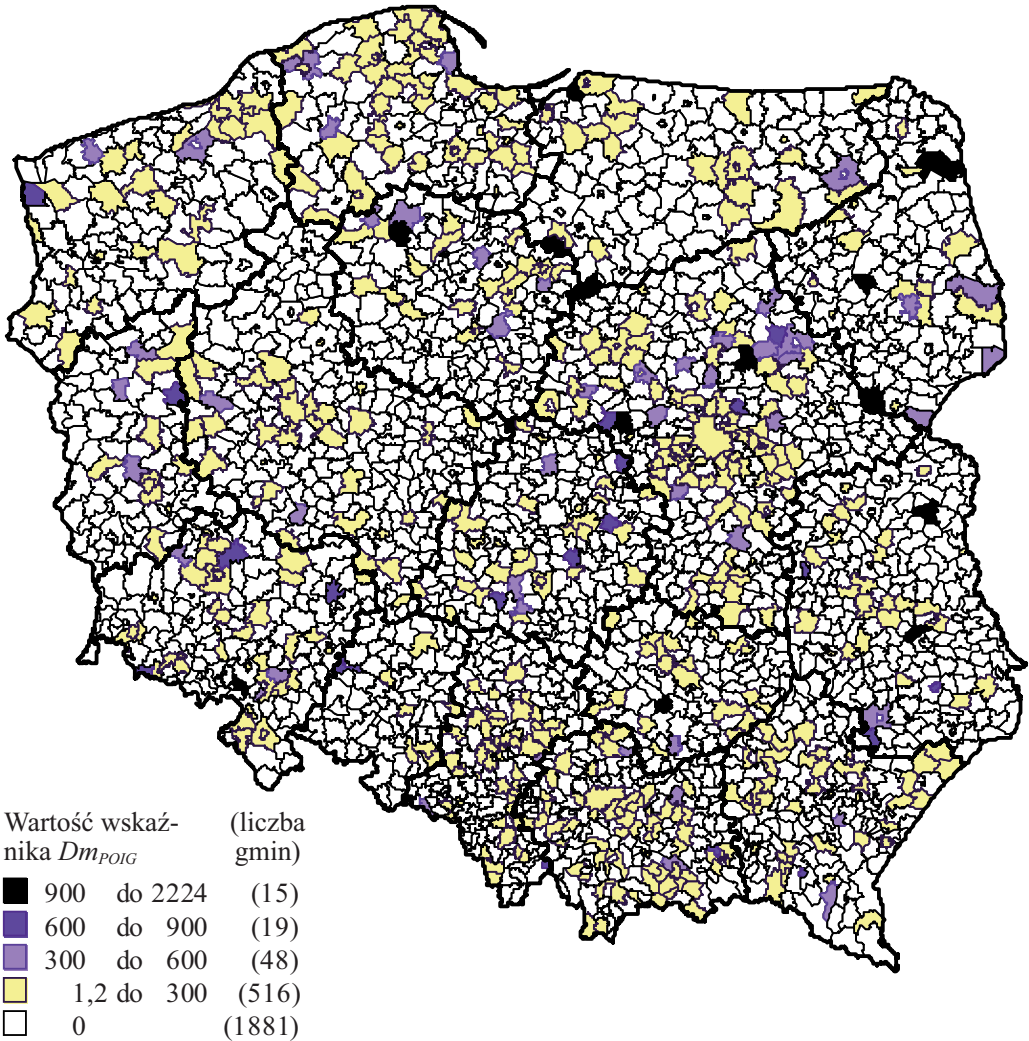 Wartość wskaź- (liczba
nika Dm_POIG gmin)
900 do 2224 (15)
600 do 900 (19)
300 do 600 (48)
1,2 do 300 (516)
0 (1881)